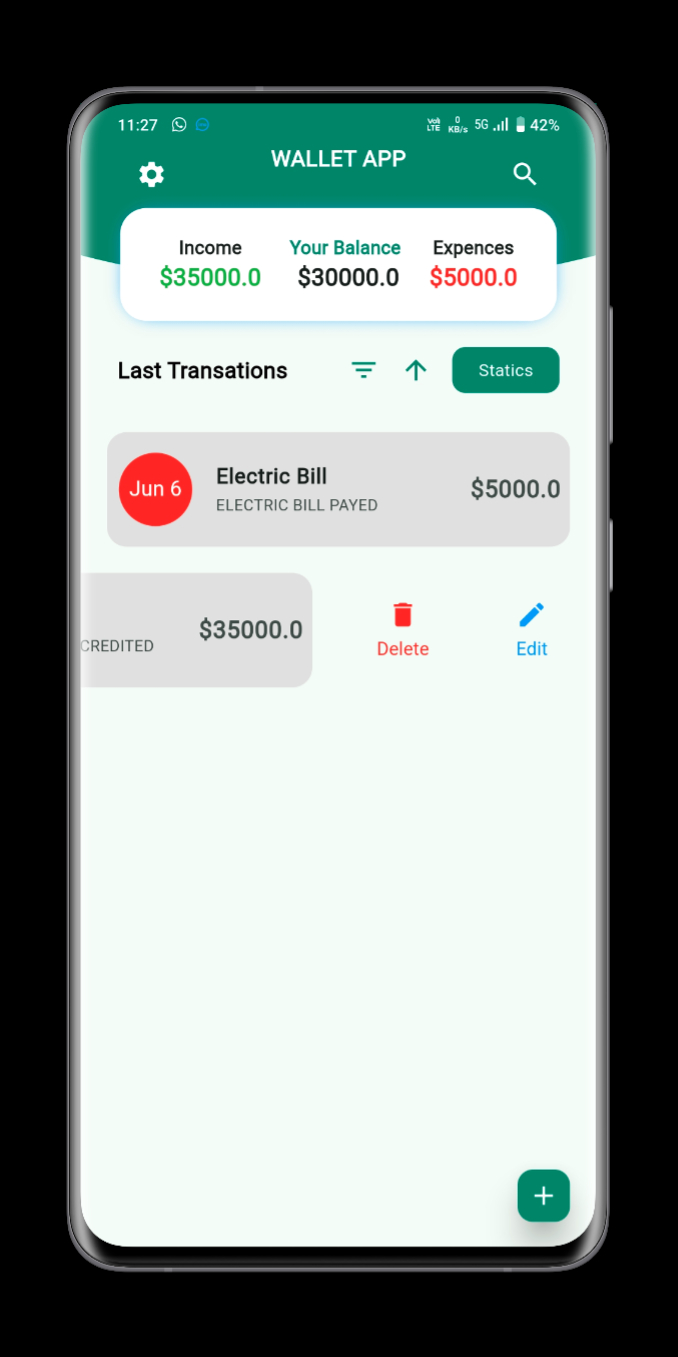 11:27 Vo) LTE 0 KB/s 5G 42%
WALLET APP
Income Your Balance Expences
$35000.0 $30000.0 $5000.0
Last Transations Statics
Jun 6 Electric Bill $5000.0
ELECTRIC BILL PAYED
CREDITED $35000.0
Delete Edit